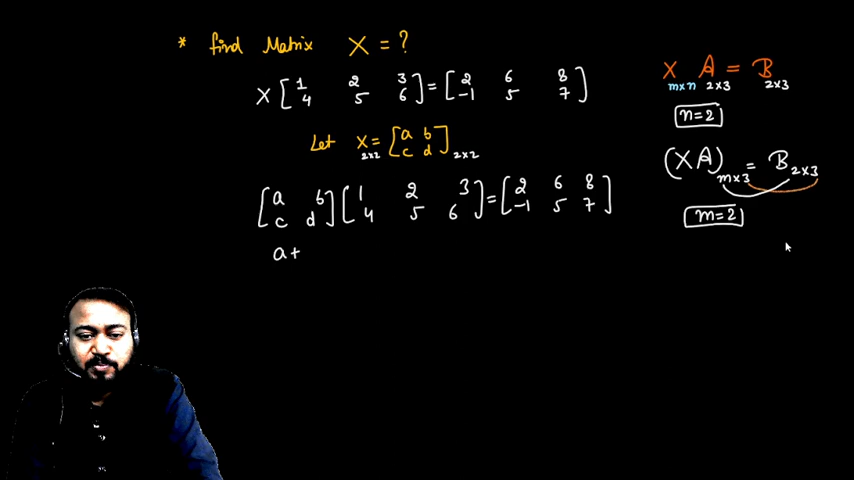 * find Matrix X = ?
X [ 1 2 3 ] = [ 2 6 8 ]
4 5 6 -1 5 7
Let X = [ a b ]
2x2 c d 2x2
[ a b ] [ 1 2 3 ] = [ 2 6 8 ]
c d 4 5 6 -1 5 7
a+
X A = B
mxn 2x3 2x3
n=2
(XA) = B
mx3 2x3
m=2